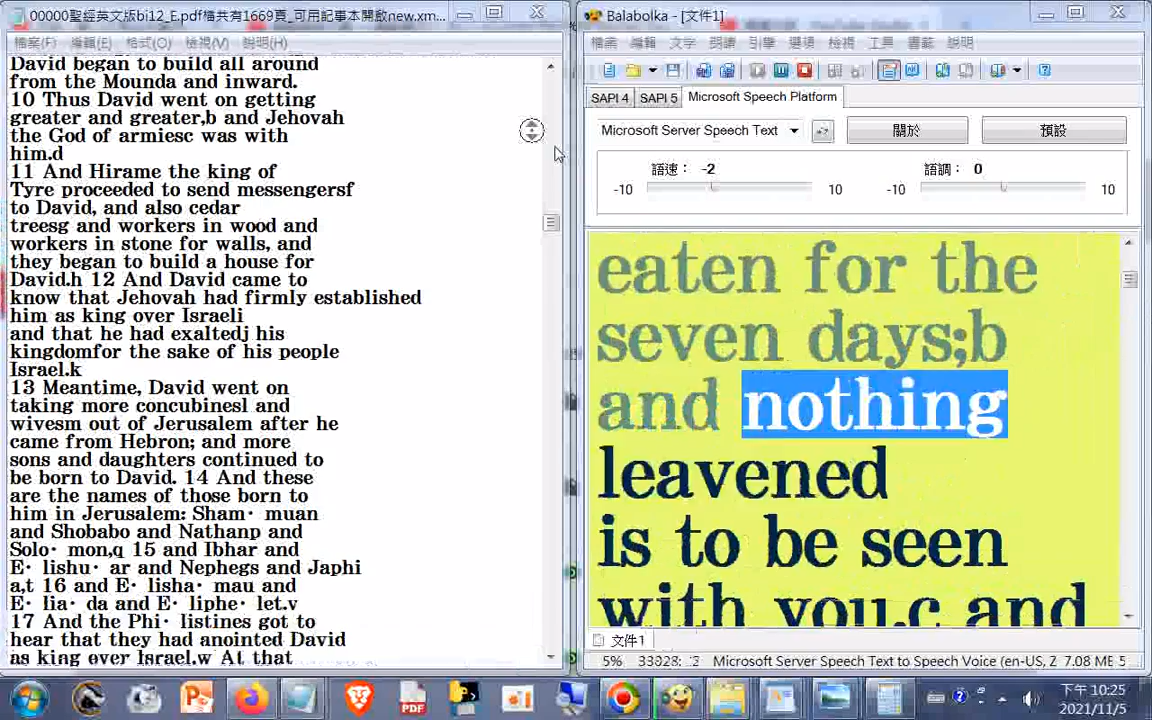 00000聖經英文版bi12_E.pdf檔共有1669頁_可用記事本開啟new.xm...
檔案(F) 編輯(E) 格式(O) 檢視(V) 說明(H)
David began to build all around
from the Mounda and inward.
10 Thus David went on getting
greater and greater,b and Jehovah
the God of armiesc was with
him.d
11 And Hirame the king of
Tyre proceeded to send messengersf
to David, and also cedar
treesg and workers in wood and
workers in stone for walls, and
they began to build a house for
David.h 12 And David came to
know that Jehovah had firmly established
him as king over Israeli
and that he had exaltedj his
kingdomfor the sake of his people
Israel.k
13 Meantime, David went on
taking more concubinesl and
wivesm out of Jerusalem after he
came from Hebron; and more
sons and daughters continued to
be born to David. 14 And these
are the names of those born to
him in Jerusalem: Sham· muan
and Shobabo and Nathanp and
Solo· mon,q 15 and Ibhar and
E· lishu· ar and Nephegs and Japhi
a,t 16 and E· lisha· mau and
E· lia· da and E· liphe· let.v
17 And the Phi· listines got to
hear that they had anointed David
as king over Israel.w At that
Balabolka - [文件1]
檔案 編輯 文字 朗讀 引擎 選項 檢視 工具 書籤 說明
SAPI 4 SAPI 5 Microsoft Speech Platform
Microsoft Server Speech Text 關於 預設
語速： -2 語調： 0
-10 10 -10 10
eaten for the
seven days;b
and nothing
leavened
is to be seen
with you.c and
文件1
5% Microsoft Server Speech Text to Speech Voice (en-US, Z 7.08 MB
下午 10:25
2021/11/5